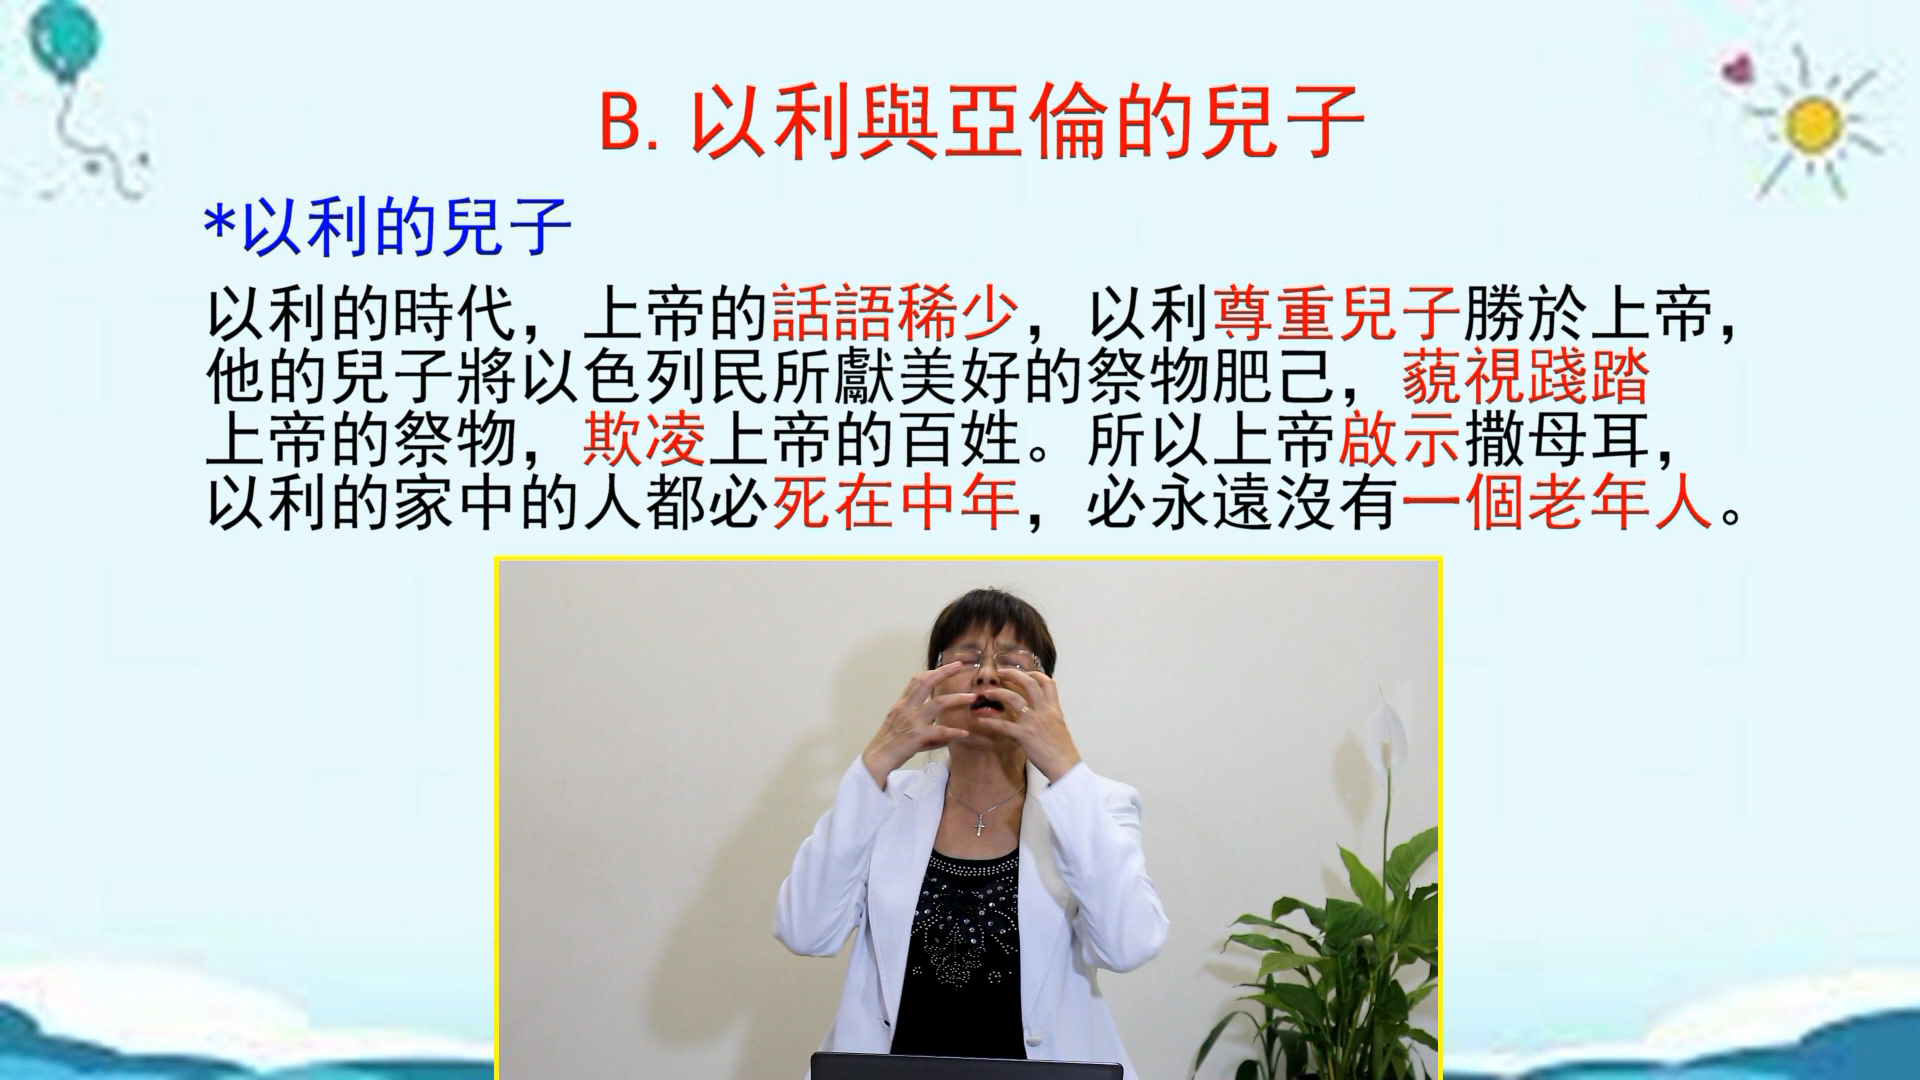 B. 以利與亞倫的兒子
*以利的兒子
以利的時代，上帝的話語稀少，以利尊重兒子勝於上帝，
他的兒子將以色列民所獻美好的祭物肥己，藐視踐踏
上帝的祭物，欺凌上帝的百姓。所以上帝啟示撒母耳，
以利的家中的人都必死在中年，必永遠沒有一個老年人。